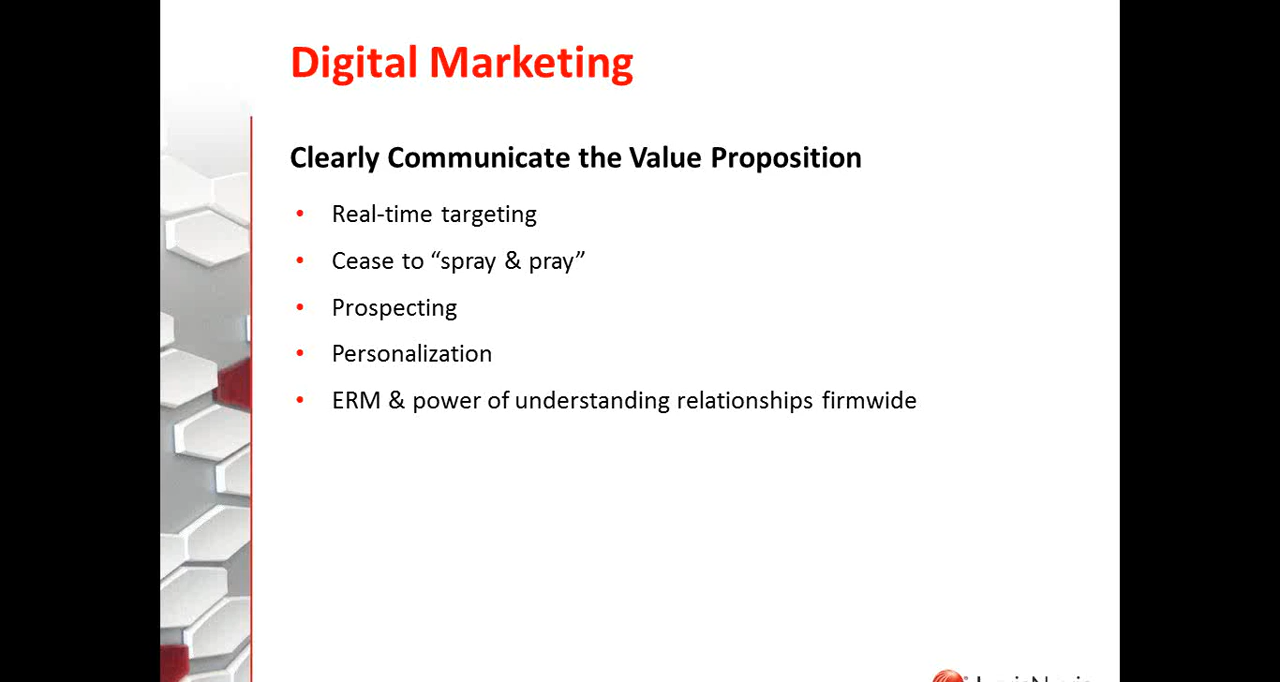 Digital Marketing
Clearly Communicate the Value Proposition
• Real-time targeting
• Cease to “spray & pray”
• Prospecting
• Personalization
• ERM & power of understanding relationships firmwide